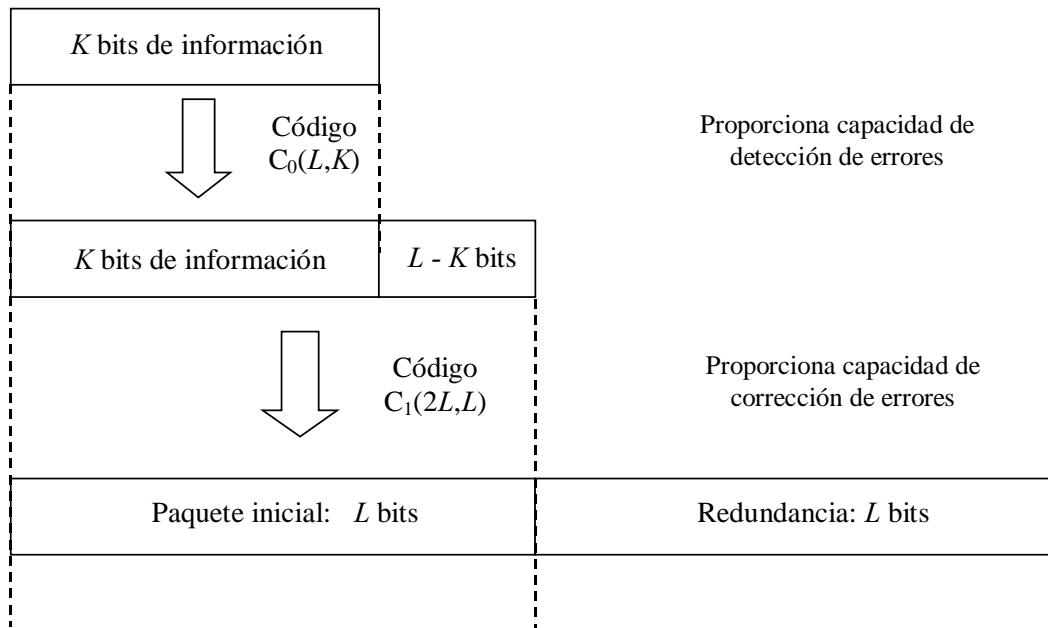 K bits de información
Código
C₀(L,K)
Proporciona capacidad de
detección de errores
K bits de información
L - K bits
Código
C₁(2L,L)
Proporciona capacidad de
corrección de errores
Paquete inicial: L bits
Redundancia: L bits